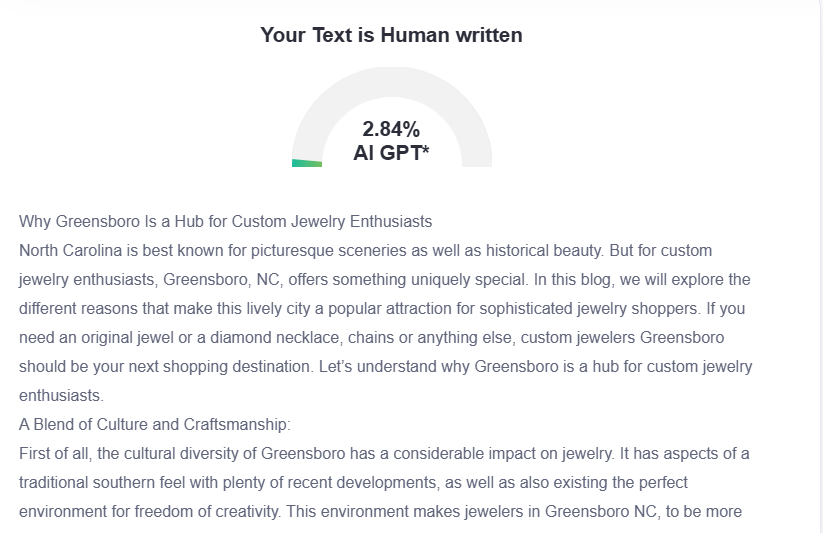 Your Text is Human written
2.84%
AI GPT*
Why Greensboro Is a Hub for Custom Jewelry Enthusiasts
North Carolina is best known for picturesque sceneries as well as historical beauty. But for custom
jewelry enthusiasts, Greensboro, NC, offers something uniquely special. In this blog, we will explore the
different reasons that make this lively city a popular attraction for sophisticated jewelry shoppers. If you
need an original jewel or a diamond necklace, chains or anything else, custom jewelers Greensboro
should be your next shopping destination. Let’s understand why Greensboro is a hub for custom jewelry
enthusiasts.
A Blend of Culture and Craftsmanship:
First of all, the cultural diversity of Greensboro has a considerable impact on jewelry. It has aspects of a
traditional southern feel with plenty of recent developments, as well as also existing the perfect
environment for freedom of creativity. This environment makes jewelers in Greensboro NC, to be more